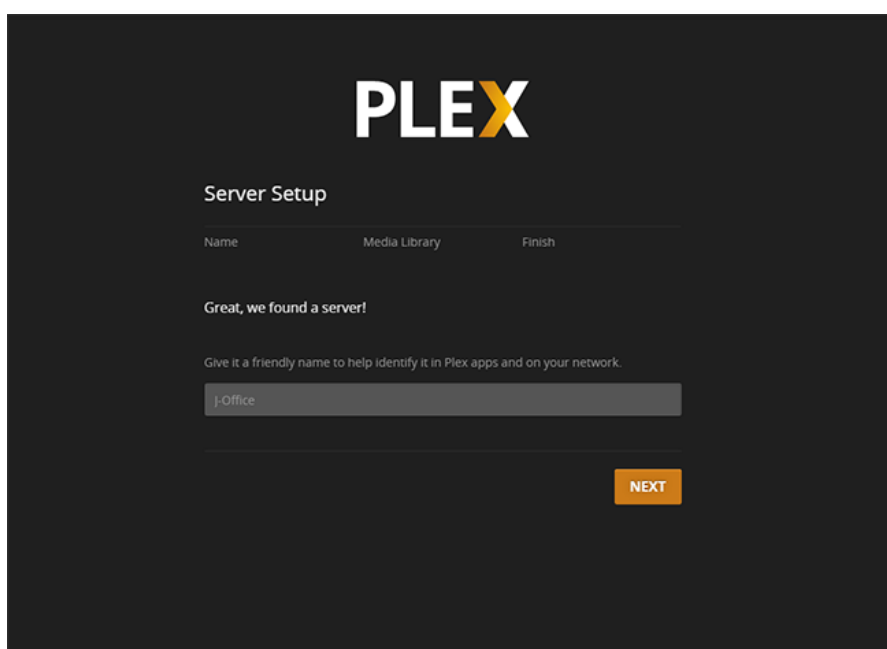 PLEX
Server Setup
Name Media Library Finish
Great, we found a server!
Give it a friendly name to help identify it in Plex apps and on your network.
J-Office
NEXT